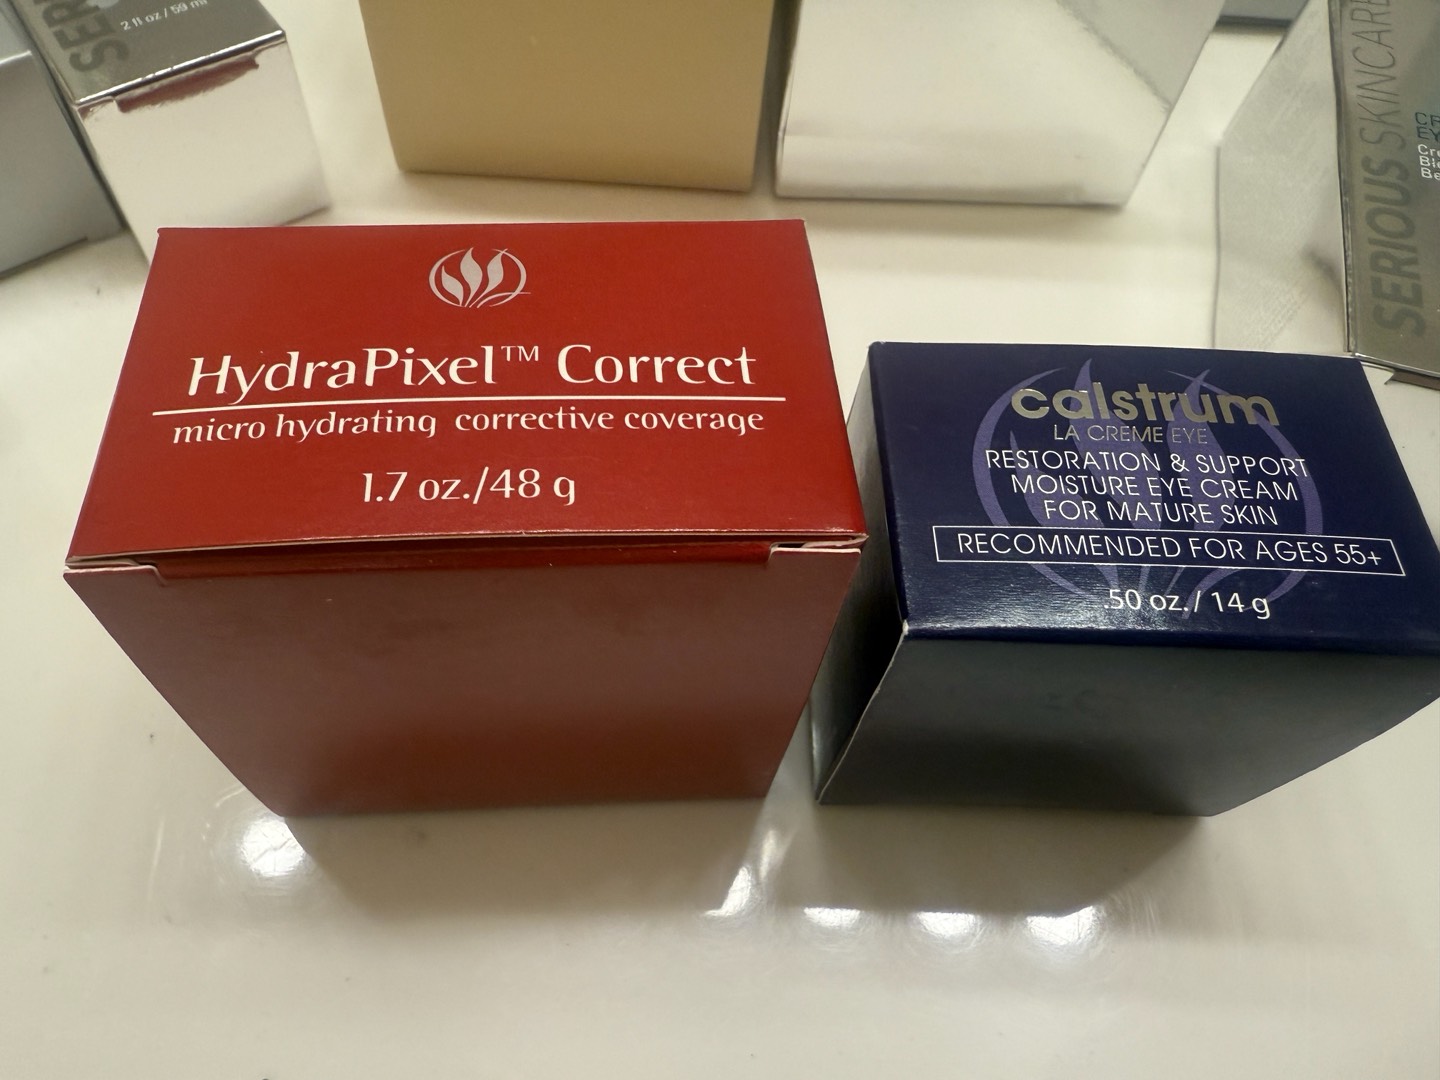 2 fl oz / 59 ml
HydraPixel™ Correct
micro hydrating corrective coverage
1.7 oz./48 g
calstrum
LA CREME EYE
RESTORATION & SUPPORT
MOISTURE EYE CREAM
FOR MATURE SKIN
RECOMMENDED FOR AGES 55+
.50 oz. / 14 g
SERIOUS SKINCARE